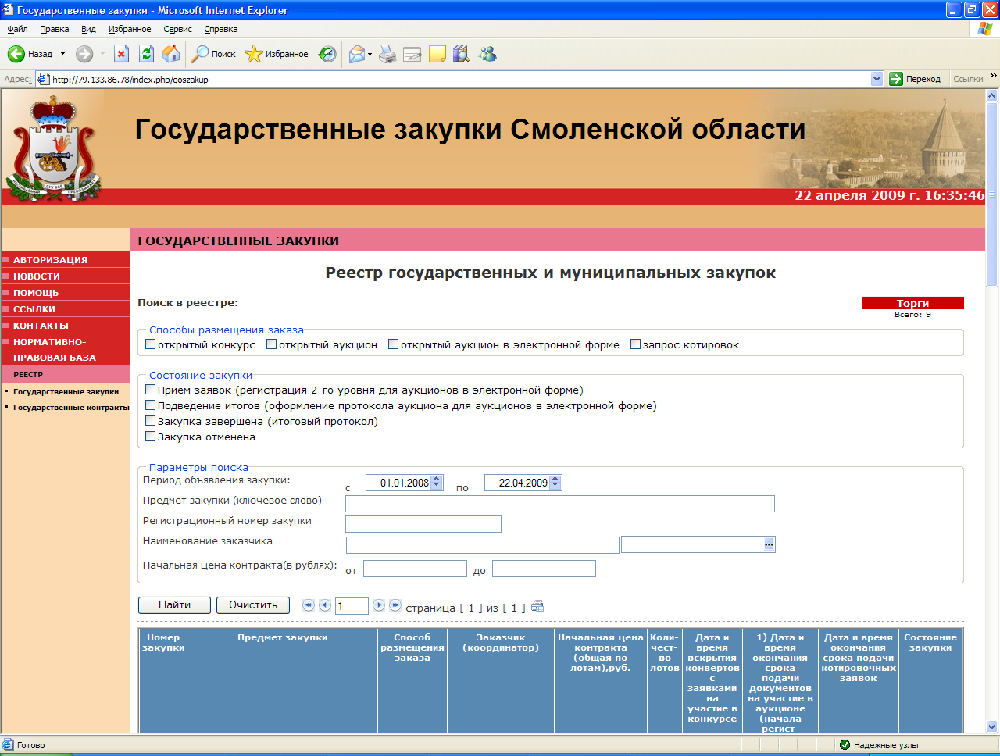 Государственные закупки - Microsoft Internet Explorer
Файл Правка Вид Избранное Сервис Справка
Назад Поиск Избранное
Адрес: http://79.133.86.78/index.php/goszakup Переход Ссылки »
Государственные закупки Смоленской области
22 апреля 2009 г. 16:35:46
ГОСУДАРСТВЕННЫЕ ЗАКУПКИ
АВТОРИЗАЦИЯ
НОВОСТИ
ПОМОЩЬ
ССЫЛКИ
КОНТАКТЫ
НОРМАТИВНО-
ПРАВОВАЯ БАЗА
РЕЕСТР
Государственные закупки
Государственные контракты
Реестр государственных и муниципальных закупок
Поиск в реестре:
Торги
Всего: 9
Способы размещения заказа
открытый конкурс открытый аукцион открытый аукцион в электронной форме запрос котировок
Состояние закупки
Прием заявок (регистрация 2-го уровня для аукционов в электронной форме)
Подведение итогов (оформление протокола аукциона для аукционов в электронной форме)
Закупка завершена (итоговый протокол)
Закупка отменена
Параметры поиска
Период объявления закупки: с 01.01.2008 по 22.04.2009
Предмет закупки (ключевое слово)
Регистрационный номер закупки
Наименование заказчика ...
Начальная цена контракта(в рублях): от до
Найти Очистить 1 страница [ 1 ] из [ 1 ]
Номер
закупки
Предмет закупки
Способ
размещения
заказа
Заказчик
(координатор)
Начальная цена
контракта
(общая по
лотам),руб.
Коли-
чест-
во
лотов
Дата и
время
вскрытия
конвертов
с
заявками
на
участие в
конкурсе
1) Дата и
время
окончания
срока
подачи
документов
на участие в
аукционе
(начала
регист-
Дата и время
окончания
срока подачи
котировочных
заявок
Состояние
закупки
Готово Надежные узлы